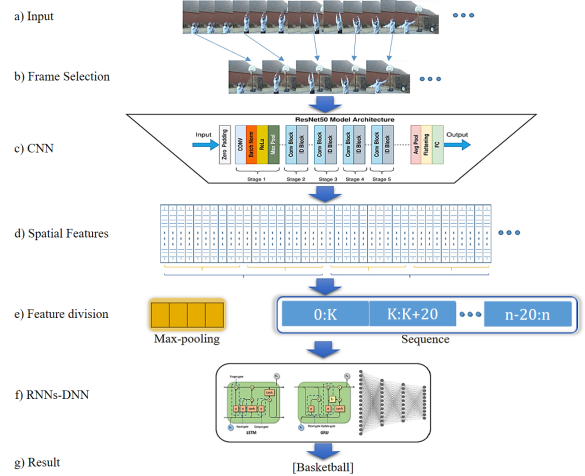 a) Input
b) Frame Selection
ResNet50 Model Architecture
Input
Output
c) CNN
Zero Padding
CONV
Batch Norm
ReLu
Max Pool
Conv Block
ID Block
Conv Block
ID Block
Conv Block
ID Block
Conv Block
ID Block
Avg Pool
Flattening
FC
Stage 1
Stage 2
Stage 3
Stage 4
Stage 5
d) Spatial Features
e) Feature division
0:K
K:K+20
n-20:n
Max-pooling
Sequence
f) RNNs-DNN
LSTM
GRU
g) Result
[Basketball]